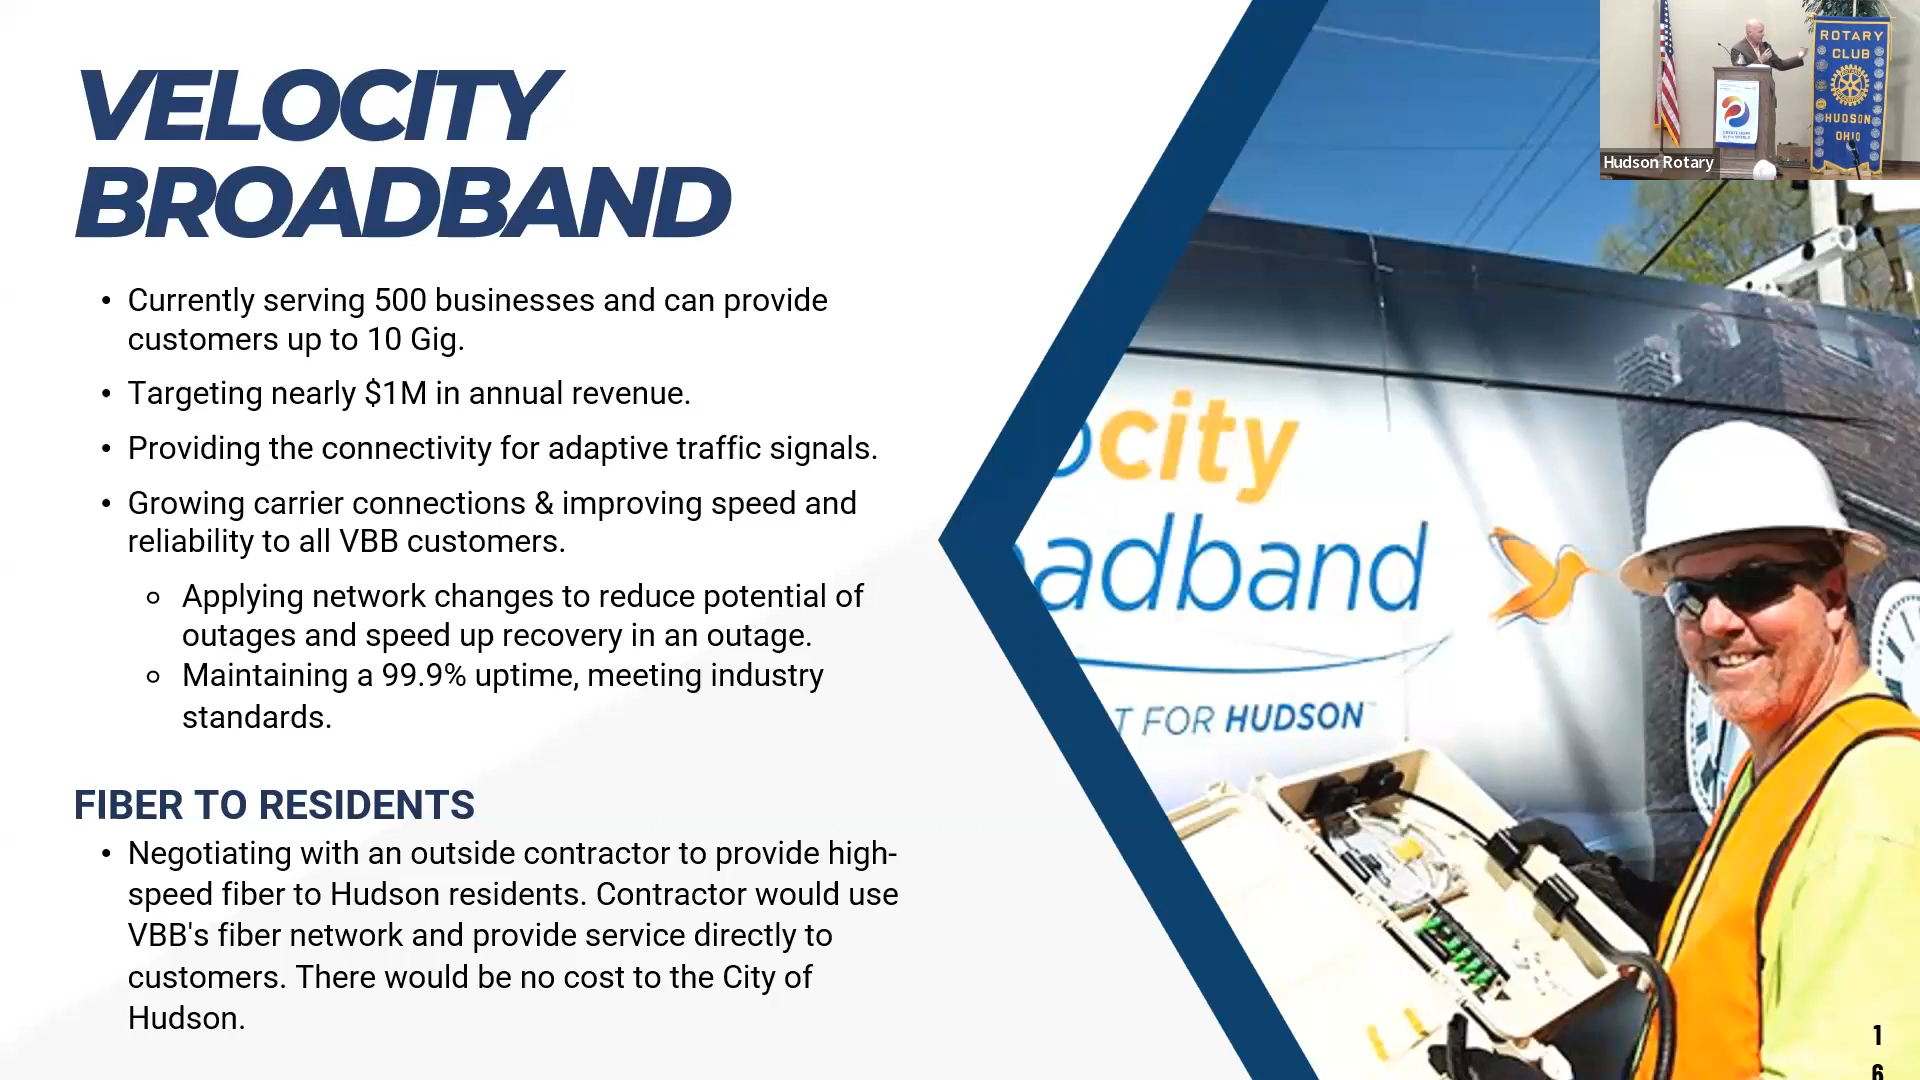 VELOCITY
BROADBAND
• Currently serving 500 businesses and can provide
customers up to 10 Gig.
• Targeting nearly $1M in annual revenue.
• Providing the connectivity for adaptive traffic signals.
• Growing carrier connections & improving speed and
reliability to all VBB customers.
○ Applying network changes to reduce potential of
outages and speed up recovery in an outage.
○ Maintaining a 99.9% uptime, meeting industry
standards.
FIBER TO RESIDENTS
• Negotiating with an outside contractor to provide high-
speed fiber to Hudson residents. Contractor would use
VBB's fiber network and provide service directly to
customers. There would be no cost to the City of
Hudson.
ocity
adband
T FOR HUDSON
ROTARY
CLUB
HUDSON
OHIO
CREATE HOPE
Hudson Rotary
1
6